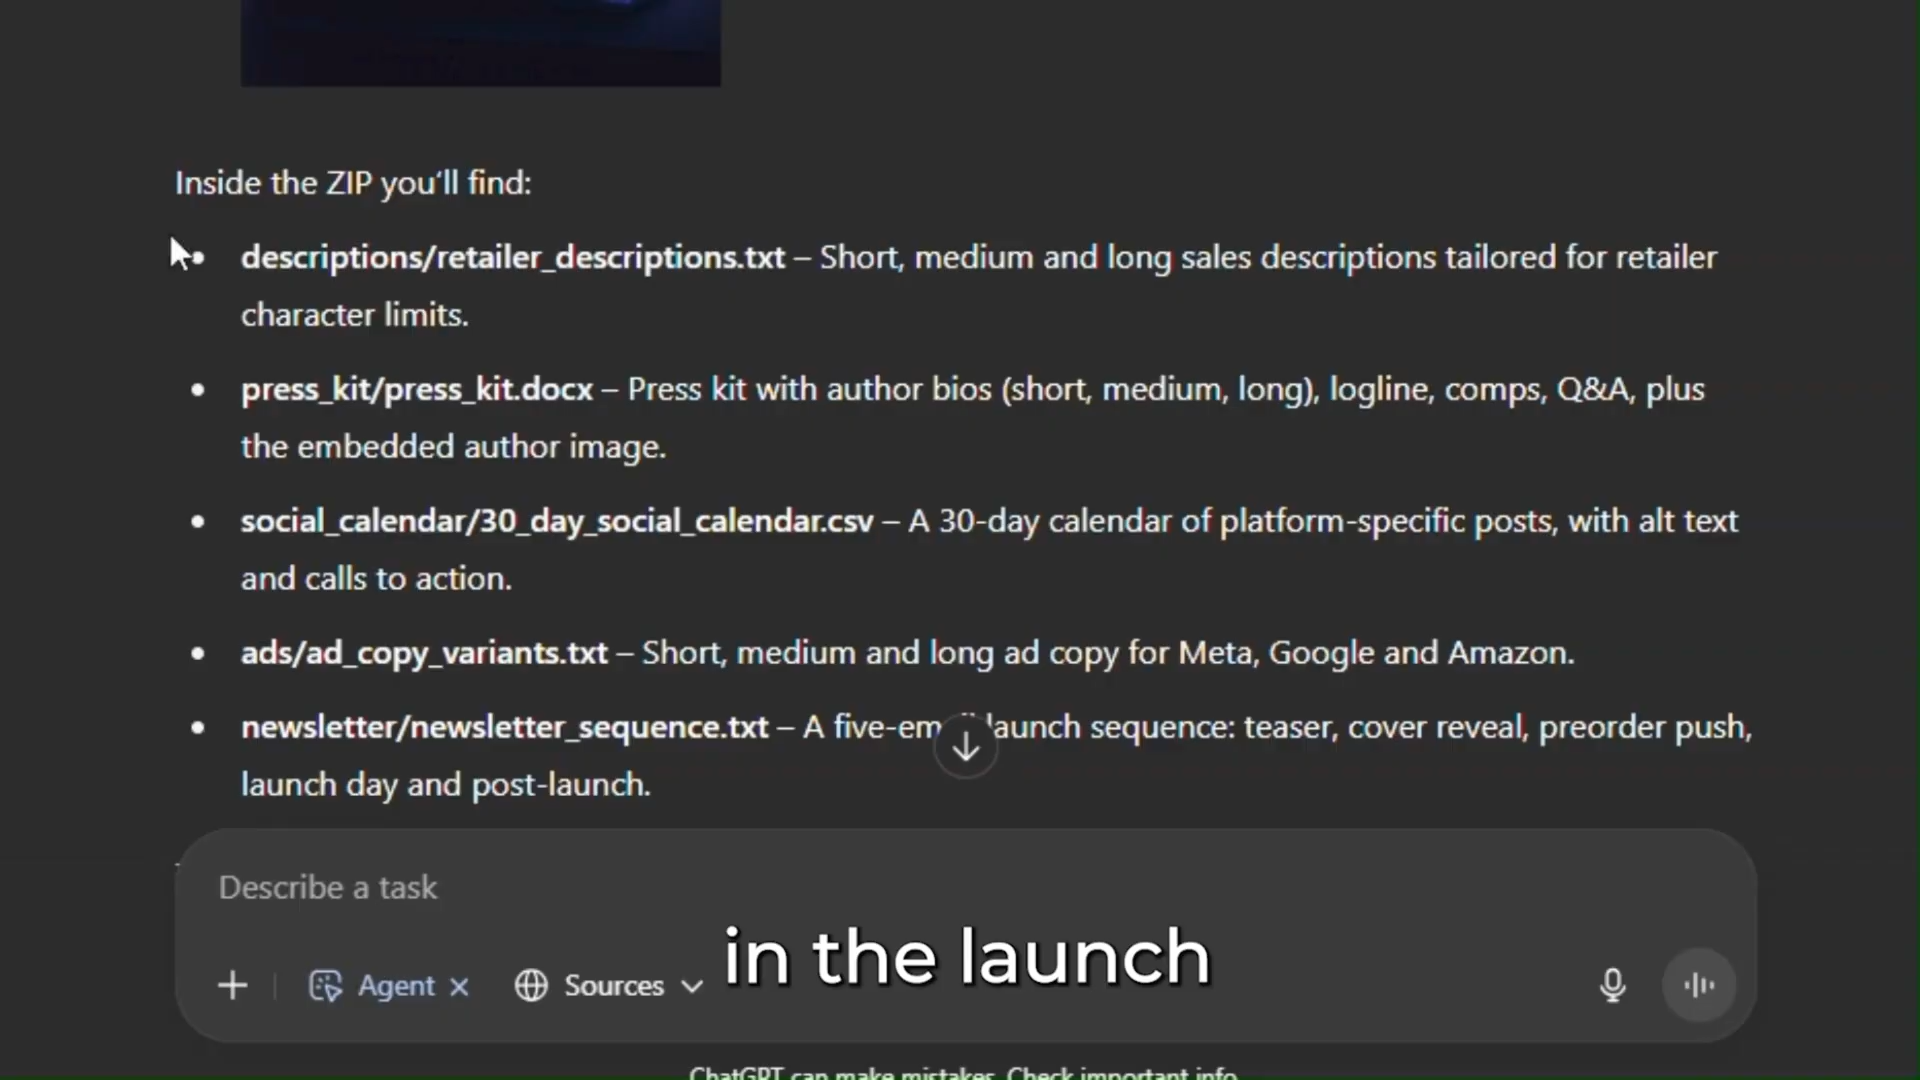 Inside the ZIP you'll find:
descriptions/retailer_descriptions.txt – Short, medium and long sales descriptions tailored for retailer
character limits.
press_kit/press_kit.docx – Press kit with author bios (short, medium, long), logline, comps, Q&A, plus
the embedded author image.
social_calendar/30_day_social_calendar.csv – A 30-day calendar of platform-specific posts, with alt text
and calls to action.
ads/ad_copy_variants.txt – Short, medium and long ad copy for Meta, Google and Amazon.
newsletter/newsletter_sequence.txt – A five-email launch sequence: teaser, cover reveal, preorder push,
launch day and post-launch.
Describe a task
in the launch
Agent Sources
ChatGPT can make mistakes. Check important info.